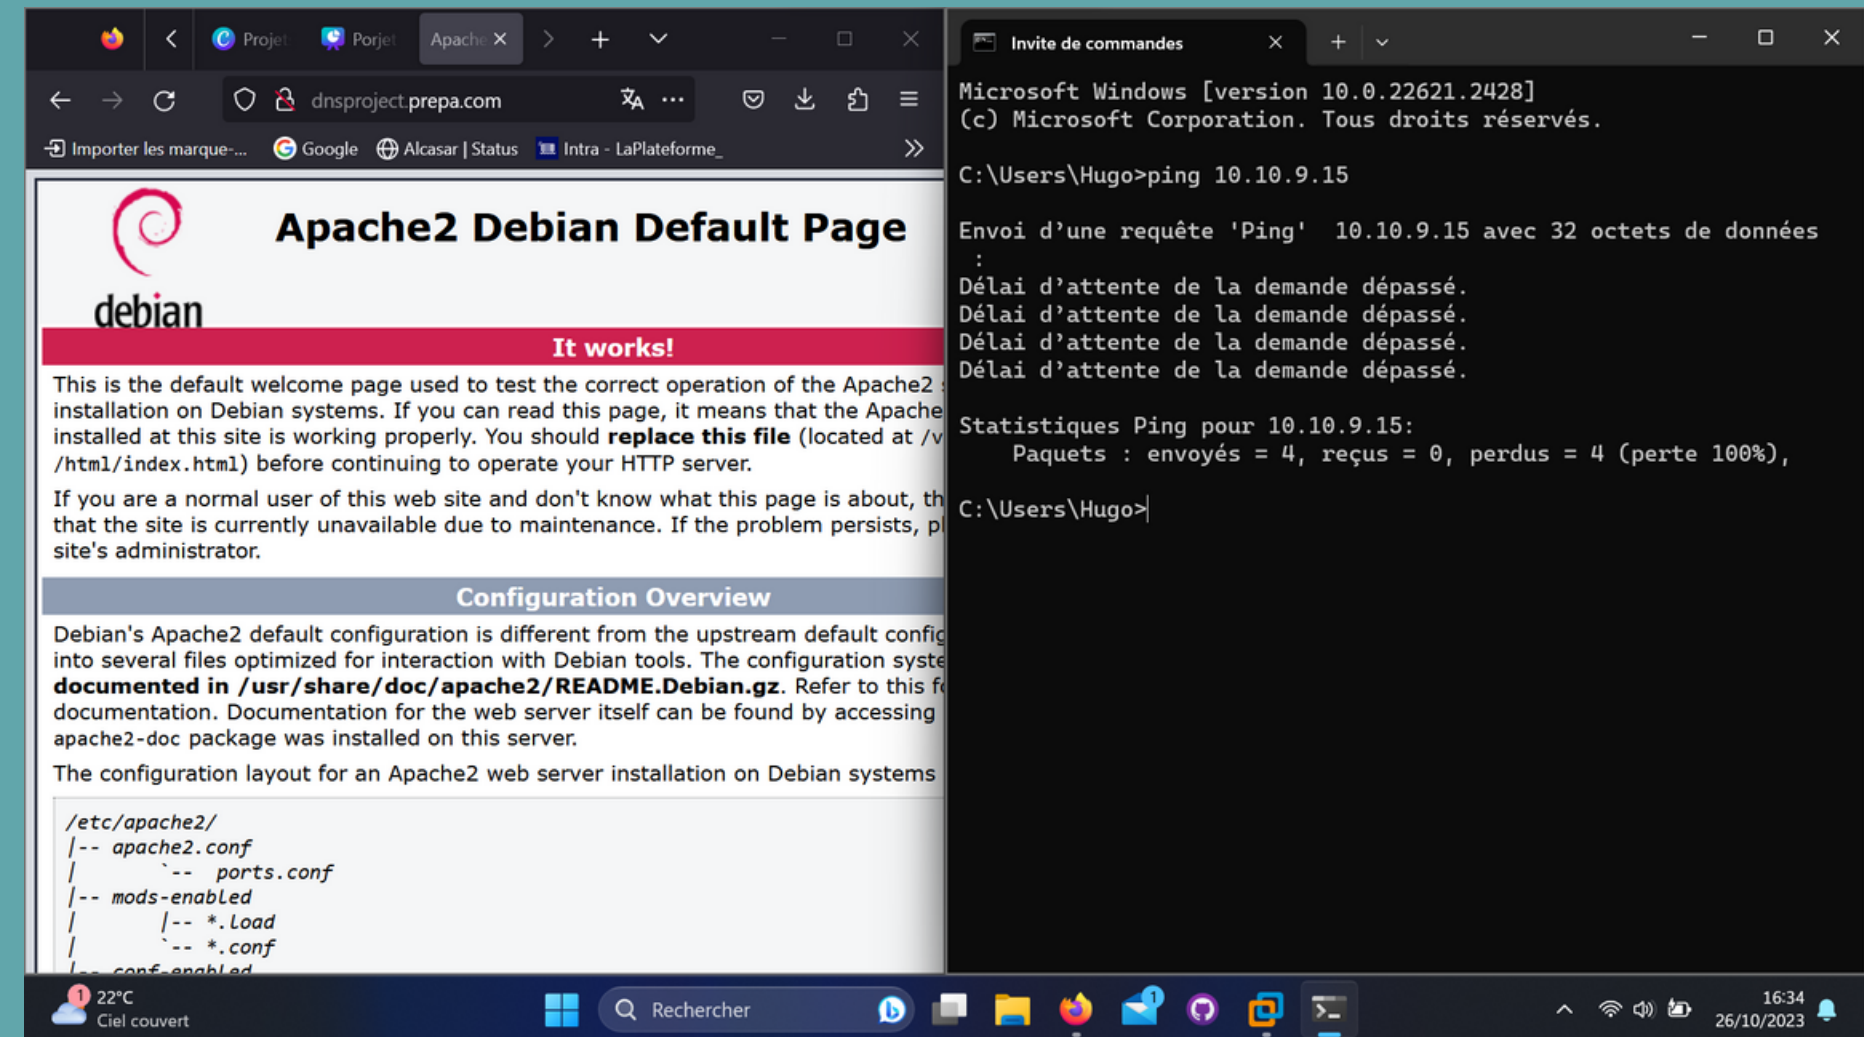 Projet
Porjet
Apache
dnsproject.prepa.com
Importer les marque-...
Google
Alcasar | Status
Intra - LaPlateforme_
debian
Apache2 Debian Default Page
It works!
This is the default welcome page used to test the correct operation of the Apache2
installation on Debian systems. If you can read this page, it means that the Apache
installed at this site is working properly. You should replace this file (located at /v
/html/index.html) before continuing to operate your HTTP server.
If you are a normal user of this web site and don't know what this page is about, th
that the site is currently unavailable due to maintenance. If the problem persists, pl
site's administrator.
Configuration Overview
Debian's Apache2 default configuration is different from the upstream default config
into several files optimized for interaction with Debian tools. The configuration syste
documented in /usr/share/doc/apache2/README.Debian.gz. Refer to this f
documentation. Documentation for the web server itself can be found by accessing
apache2-doc package was installed on this server.
The configuration layout for an Apache2 web server installation on Debian systems
/etc/apache2/
|-- apache2.conf
|       `--  ports.conf
|-- mods-enabled
|       |-- *.load
|       `-- *.conf
|-- conf-enabled
Invite de commandes
Microsoft Windows [version 10.0.22621.2428]
(c) Microsoft Corporation. Tous droits réservés.
C:\Users\Hugo>ping 10.10.9.15
Envoi d’une requête 'Ping'  10.10.9.15 avec 32 octets de données
:
Délai d’attente de la demande dépassé.
Délai d’attente de la demande dépassé.
Délai d’attente de la demande dépassé.
Délai d’attente de la demande dépassé.
Statistiques Ping pour 10.10.9.15:
Paquets : envoyés = 4, reçus = 0, perdus = 4 (perte 100%),
C:\Users\Hugo>
1
22°C
Ciel couvert
Rechercher
1
16:34
26/10/2023